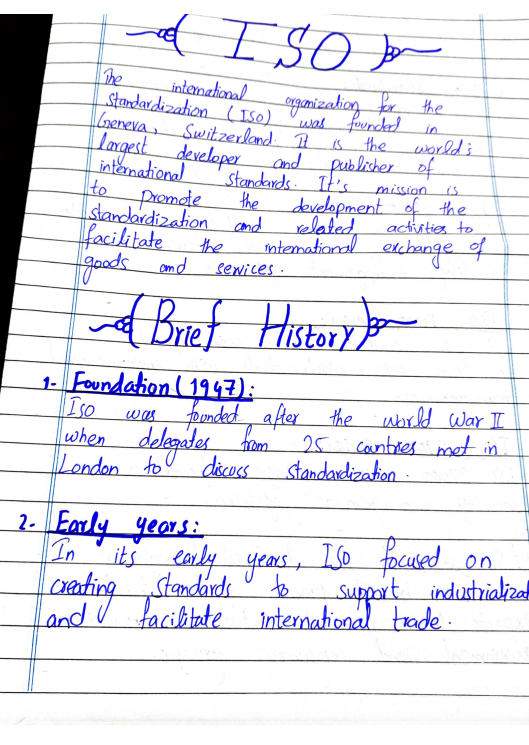 ISO
The international organization for the
Standardization (ISO) was founded in
Geneva, Switzerland. It is the world's
largest developer and publisher of
international Standards. It's mission is
to Promote the development of the
standardization and related activities to
facilitate the international exchange of
goods and services.
Brief History
1- Foundation (1947):
ISO was founded after the world War II
when delegates from 25 countries met in
London to discuss standardization.
2- Early years:
In its early years, ISO focused on
creating Standards to support industrializat
and facilitate international trade.